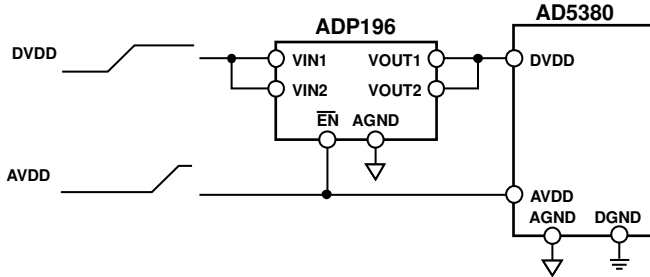 ADP196
AD5380
DVDD
VIN1
VOUT1
DVDD
VIN2
VOUT2
EN
AGND
AVDD
AVDD
AGND
DGND